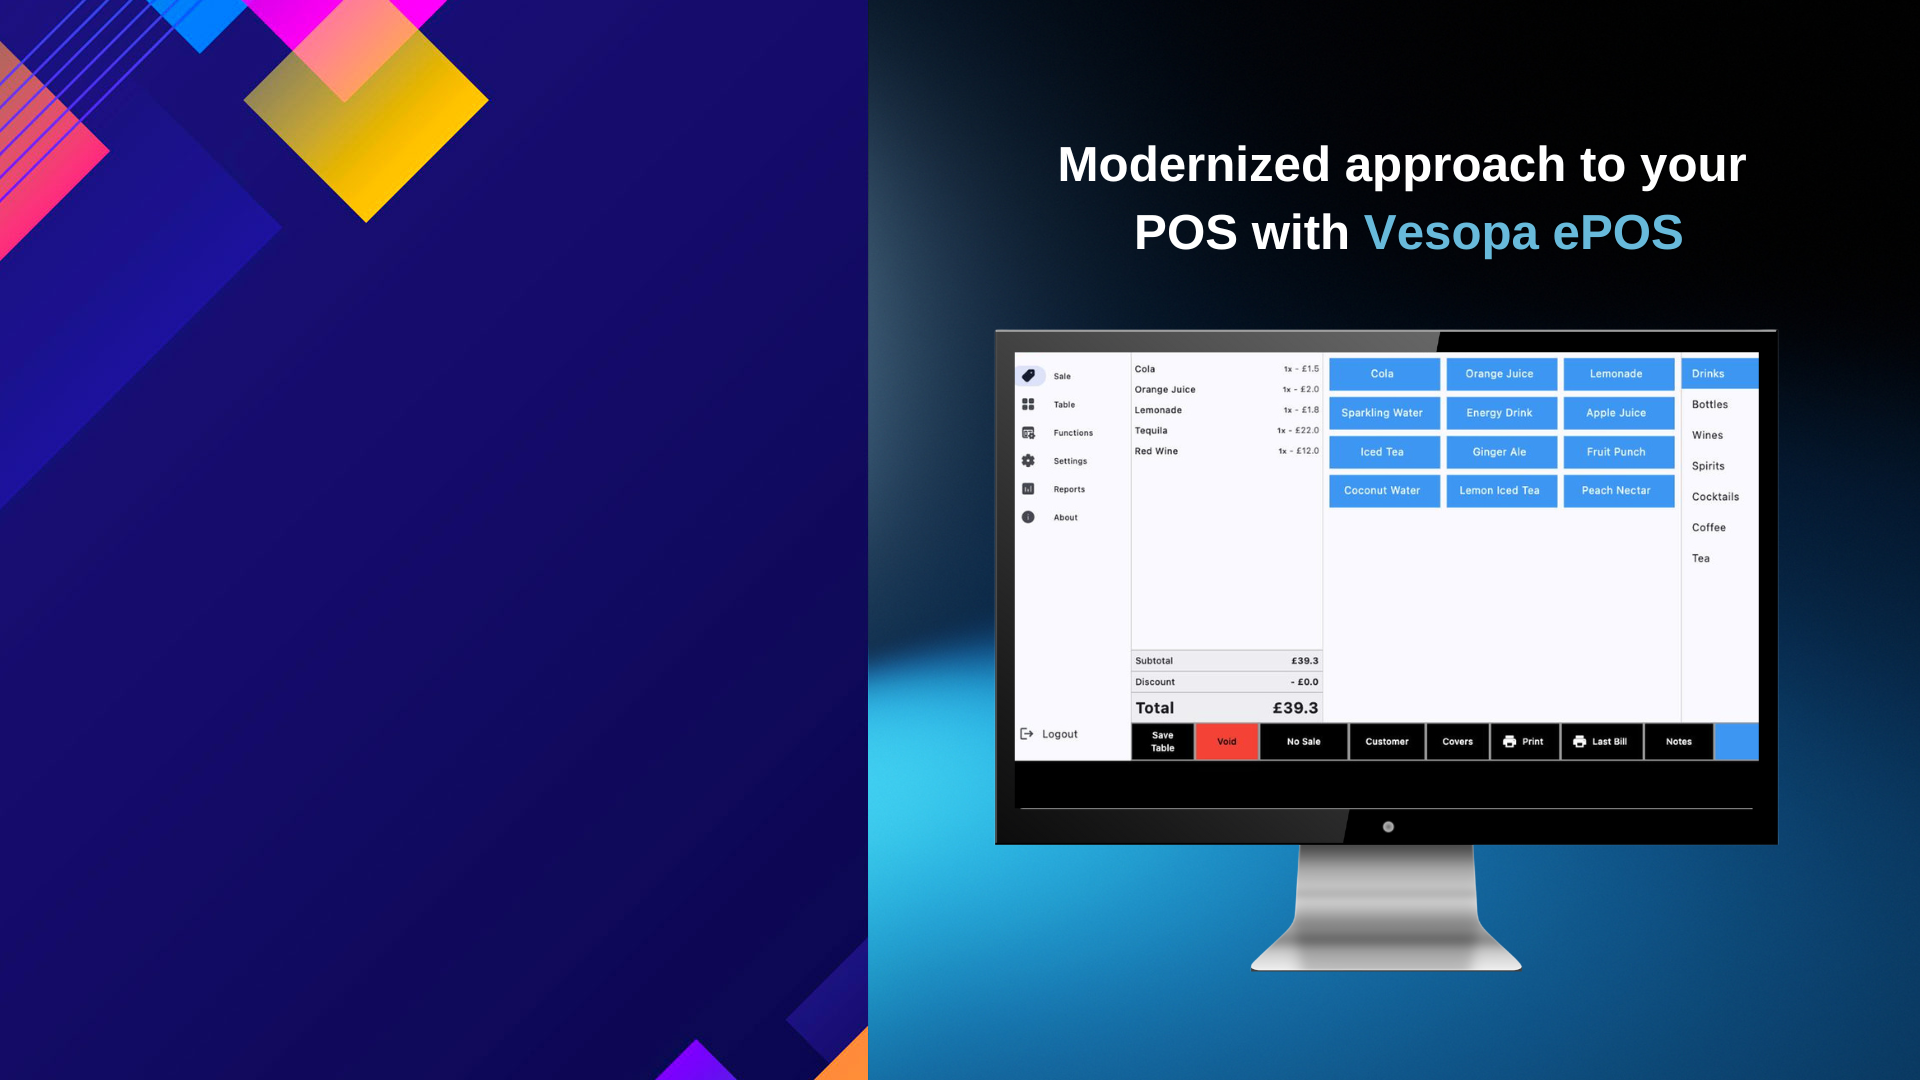 Modernized approach to your
POS with Vesopa ePOS
Sale
Table
Functions
Settings
Reports
About
Logout
Cola 1x - £1.5
Orange Juice 1x - £2.0
Lemonade 1x - £1.8
Tequila 1x - £22.0
Red Wine 1x - £12.0
Subtotal £39.3
Discount - £0.0
Total £39.3
Cola Orange Juice Lemonade
Sparkling Water Energy Drink Apple Juice
Iced Tea Ginger Ale Fruit Punch
Coconut Water Lemon Iced Tea Peach Nectar
Drinks
Bottles
Wines
Spirits
Cocktails
Coffee
Tea
Save
Table
Void
No Sale
Customer
Covers
Print
Last Bill
Notes